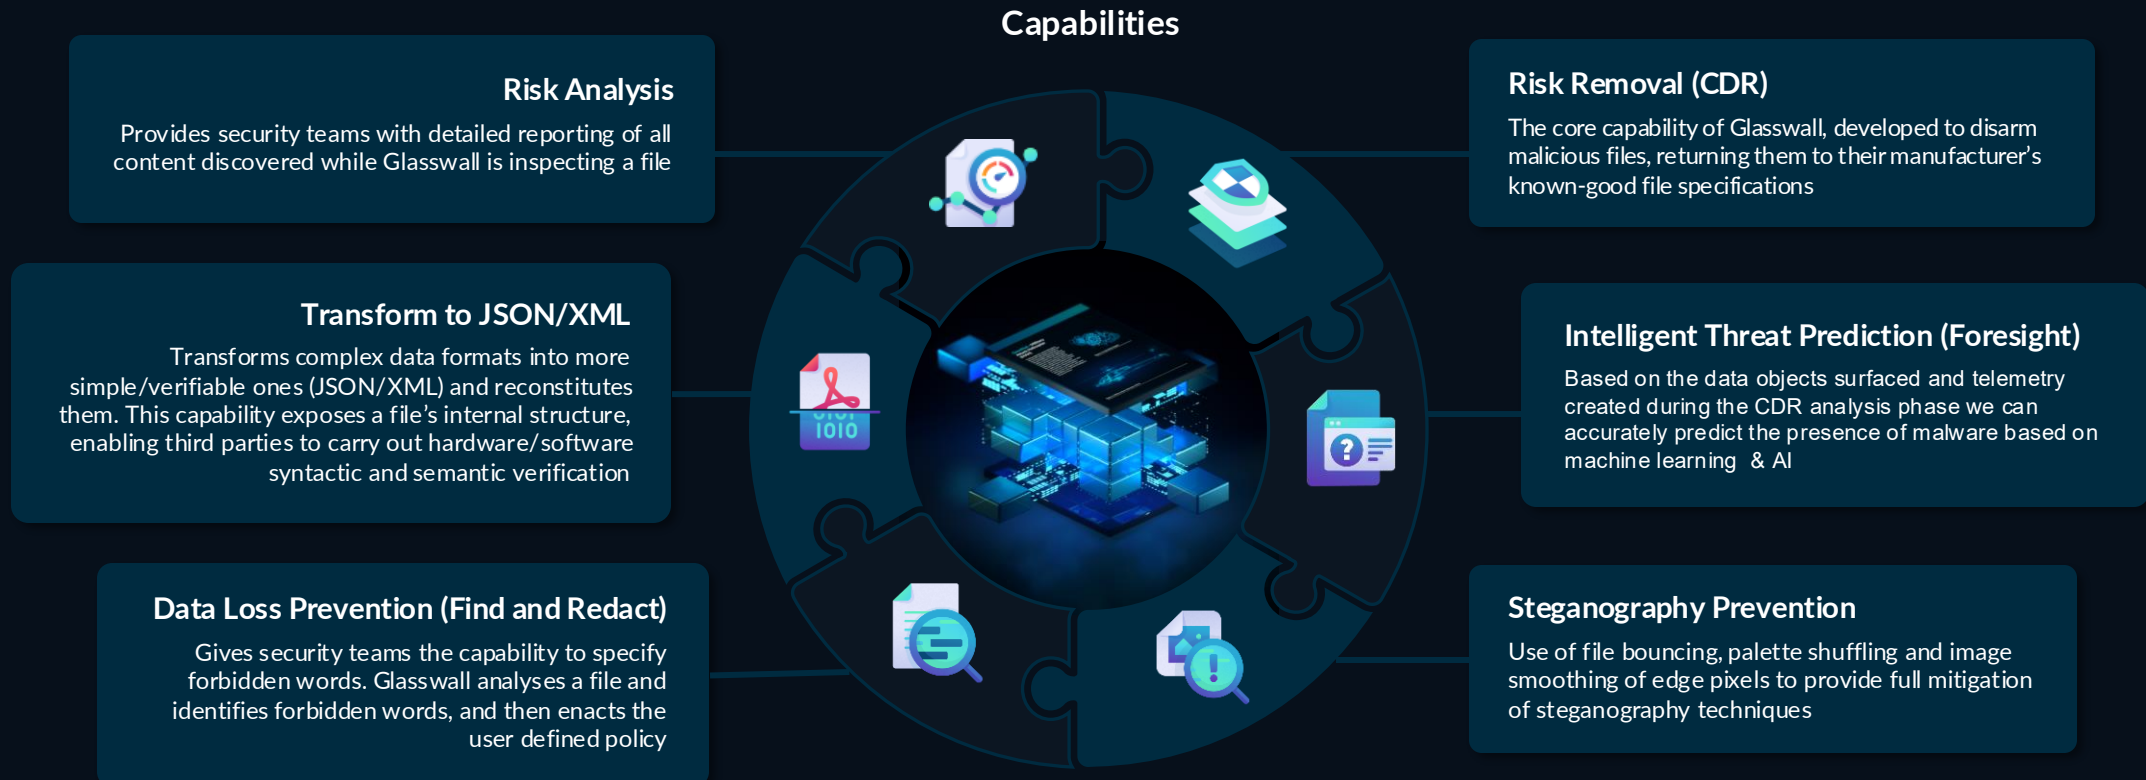 Capabilities
Risk Analysis
Provides security teams with detailed reporting of all
content discovered while Glasswall is inspecting a file
Transform to JSON/XML
Transforms complex data formats into more
simple/verifiable ones (JSON/XML) and reconstitutes
them. This capability exposes a file’s internal structure,
enabling third parties to carry out hardware/software
syntactic and semantic verification
Data Loss Prevention (Find and Redact)
Gives security teams the capability to specify
forbidden words. Glasswall analyses a file and
identifies forbidden words, and then enacts the
user defined policy
Risk Removal (CDR)
The core capability of Glasswall, developed to disarm
malicious files, returning them to their manufacturer’s
known-good file specifications
Intelligent Threat Prediction (Foresight)
Based on the data objects surfaced and telemetry
created during the CDR analysis phase we can
accurately predict the presence of malware based on
machine learning & AI
Steganography Prevention
Use of file bouncing, palette shuffling and image
smoothing of edge pixels to provide full mitigation
of steganography techniques
1010
?
!